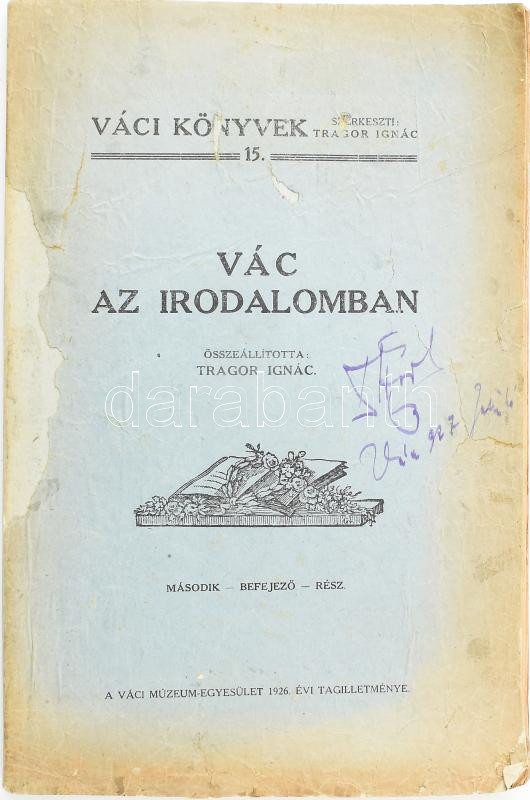 VÁCI KÖNYVEK SZERKESZTI: TRAGOR IGNÁC
15.
VÁC
AZ IRODALOMBAN
ÖSSZEÁLLÍTOTTA:
TRAGOR IGNÁC.
darabanth
MÁSODIK — BEFEJEZŐ — RÉSZ.
A VÁCI MÚZEUM-EGYESÜLET 1926. ÉVI TAGILLETMÉNYE.